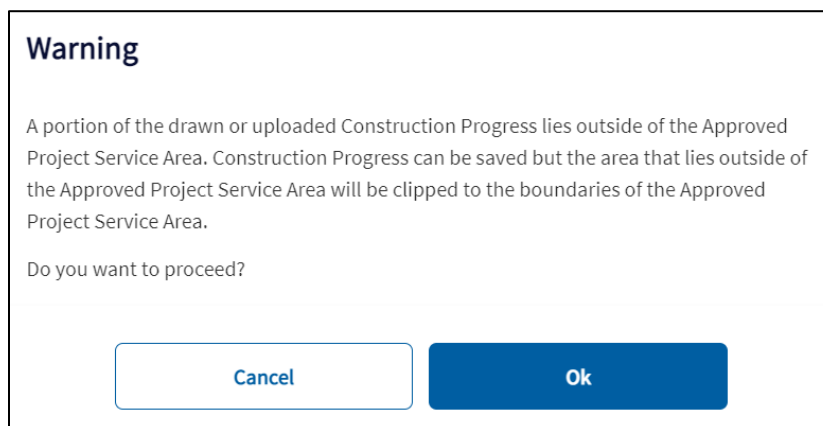 Warning
A portion of the drawn or uploaded Construction Progress lies outside of the Approved
Project Service Area. Construction Progress can be saved but the area that lies outside of
the Approved Project Service Area will be clipped to the boundaries of the Approved
Project Service Area.
Do you want to proceed?
Cancel
Ok